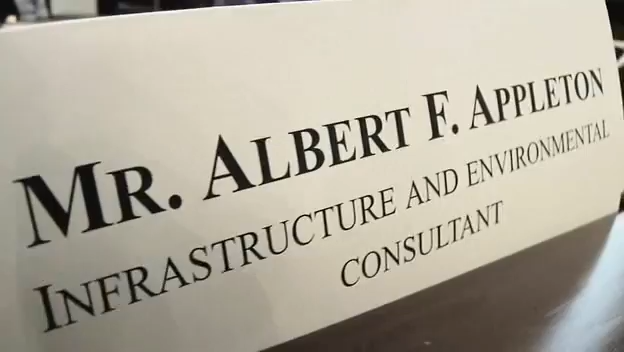 MR. ALBERT F. APPLETON
INFRASTRUCTURE AND ENVIRONMENTAL
CONSULTANT